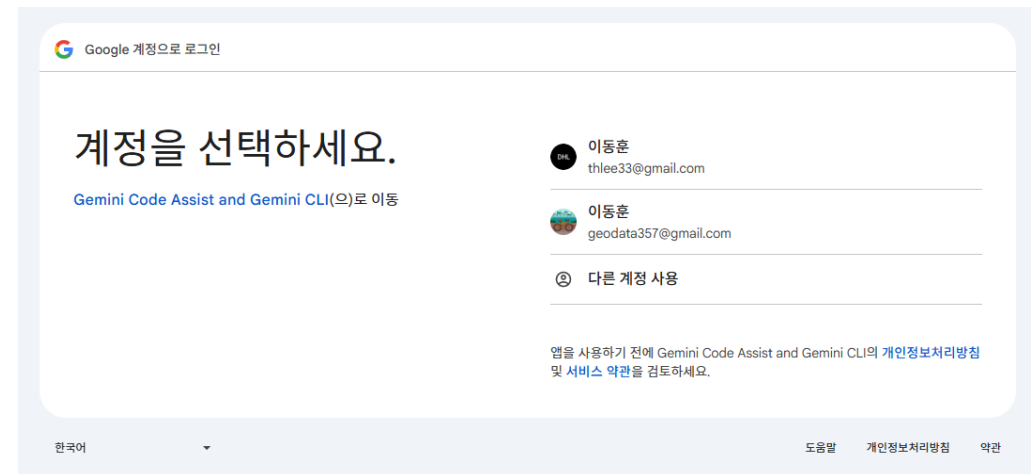 Google 계정으로 로그인
계정을 선택하세요.
Gemini Code Assist and Gemini CLI(으)로 이동
DHL
이동훈
thlee33@gmail.com
이동훈
geodata357@gmail.com
다른 계정 사용
앱을 사용하기 전에 Gemini Code Assist and Gemini CLI의 개인정보처리방침
및 서비스 약관을 검토하세요.
한국어
도움말 개인정보처리방침 약관